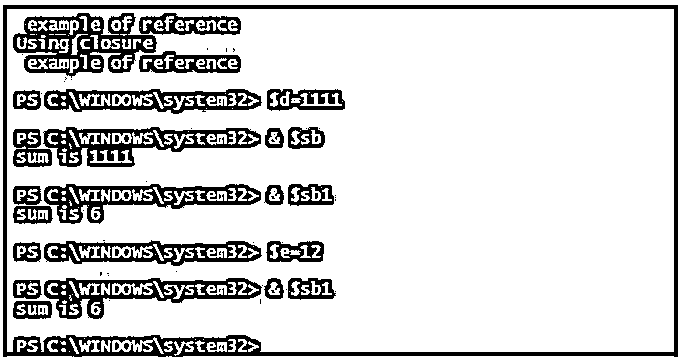 example of reference
Using closure
example of reference
PS C:\WINDOWS\system32> $d=1111
PS C:\WINDOWS\system32> & $sb
sum is 1111
PS C:\WINDOWS\system32> & $sb1
sum is 6
PS C:\WINDOWS\system32> $e=12
PS C:\WINDOWS\system32> & $sb1
sum is 6
PS C:\WINDOWS\system32>